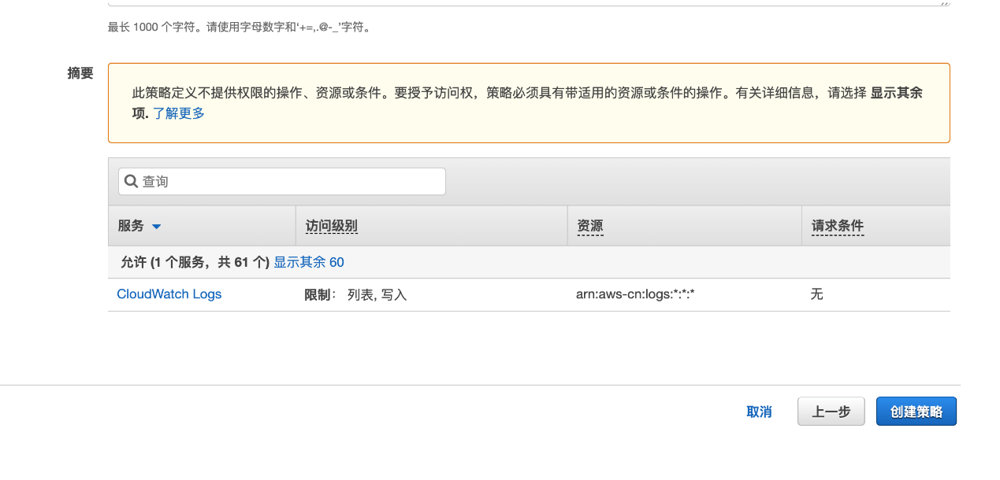 最长 1000 个字符。请使用字母数字和‘+=,.@-_’字符。
摘要
此策略定义不提供权限的操作、资源或条件。要授予访问权，策略必须具有带适用的资源或条件的操作。有关详细信息，请选择 显示其余
项. 了解更多
查询
服务 访问级别 资源 请求条件
允许 (1 个服务，共 61 个) 显示其余 60
CloudWatch Logs 限制： 列表, 写入 arn:aws-cn:logs:*:*:* 无
取消 上一步 创建策略